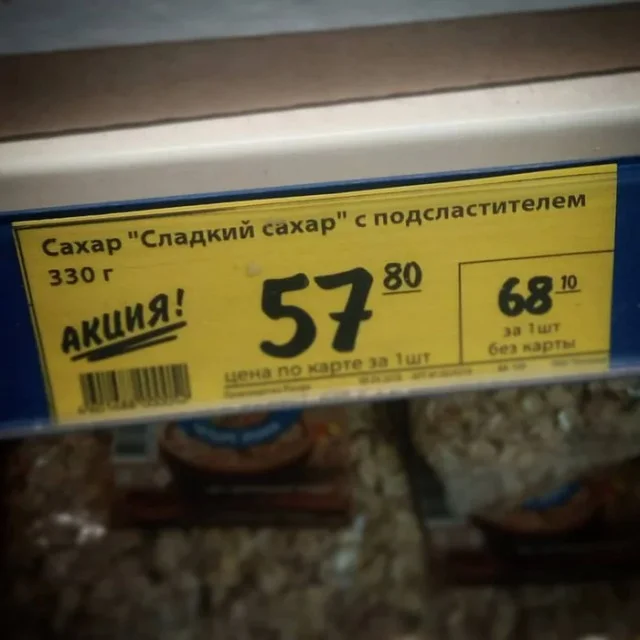 Сахар "Сладкий сахар" с подсластителем
330 г
АКЦИЯ!
57 80
цена по карте за 1шт
68 10
за 1шт
без карты